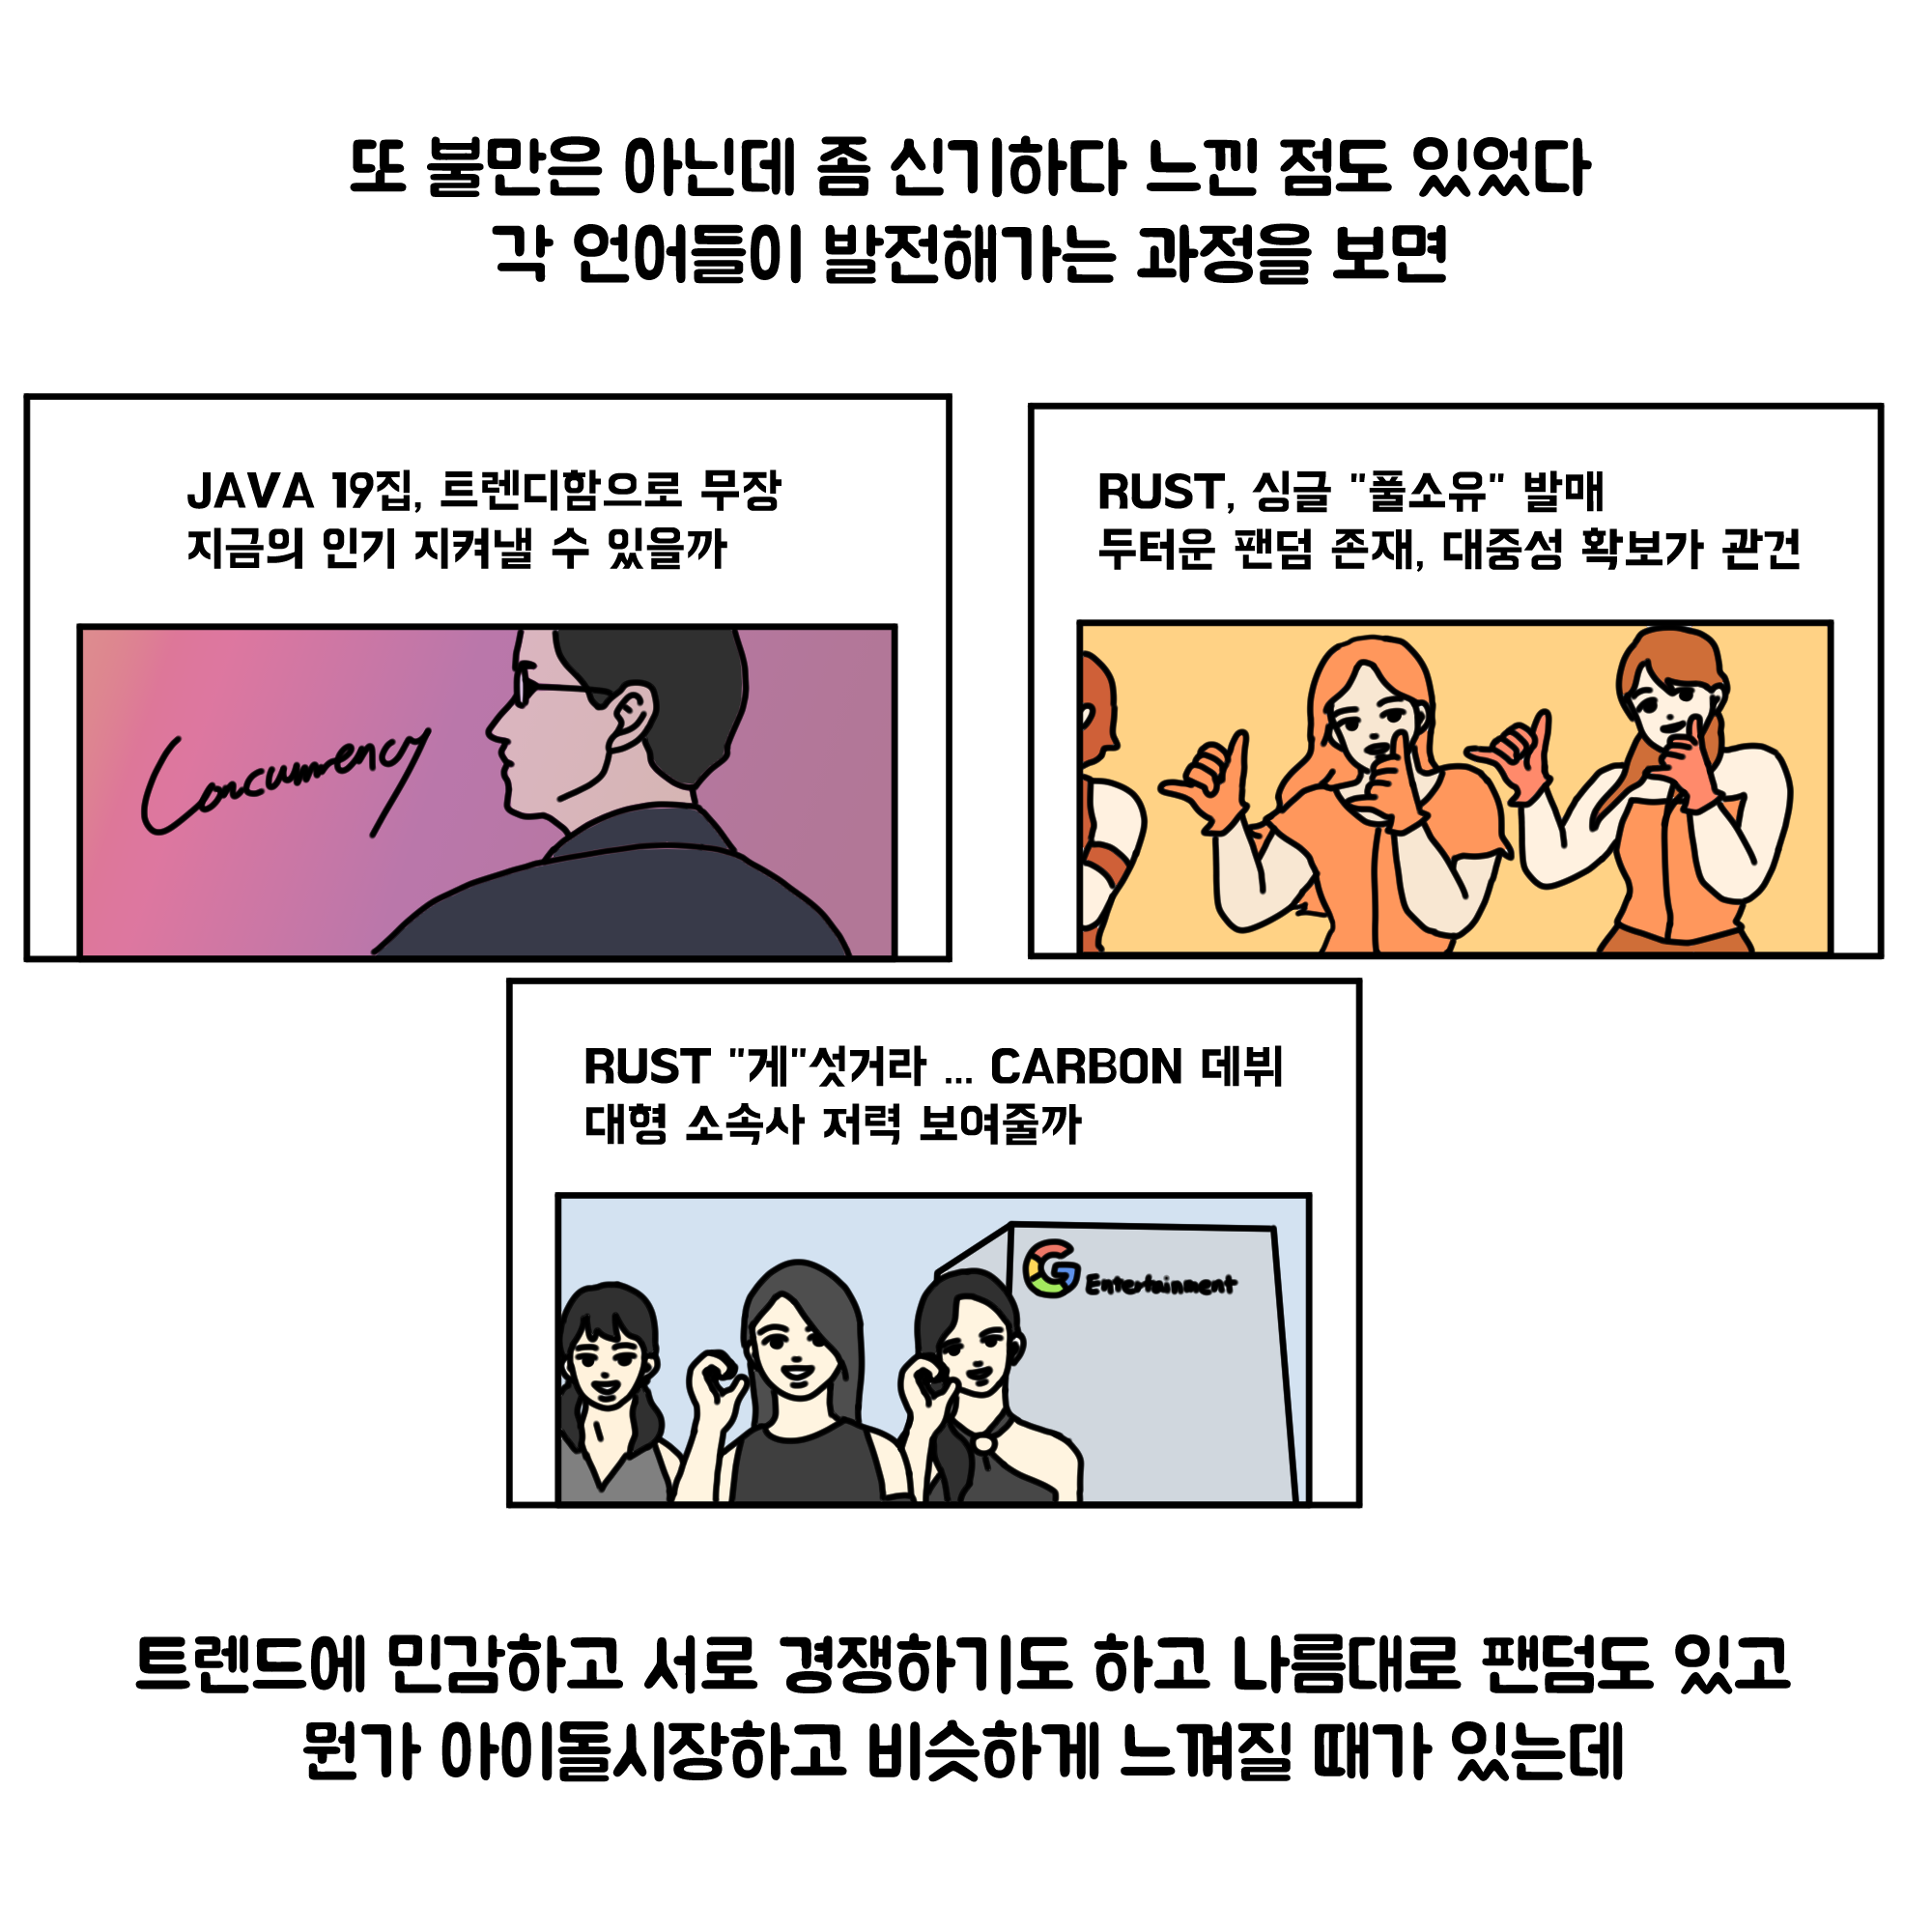 또 불만은 아닌데 좀 신기하다 느낀 점도 있었다
각 언어들이 발전해가는 과정을 보면
JAVA 19집, 트렌디함으로 무장
지금의 인기 지켜낼 수 있을까
Concurrency
RUST, 싱글 "풀소유" 발매
두터운 팬덤 존재, 대중성 확보가 관건
RUST "게"섯거라 ... CARBON 데뷔
대형 소속사 저력 보여줄까
G Entertainment
트렌드에 민감하고 서로 경쟁하기도 하고 나름대로 팬덤도 있고
뭔가 아이돌시장하고 비슷하게 느껴질 때가 있는데